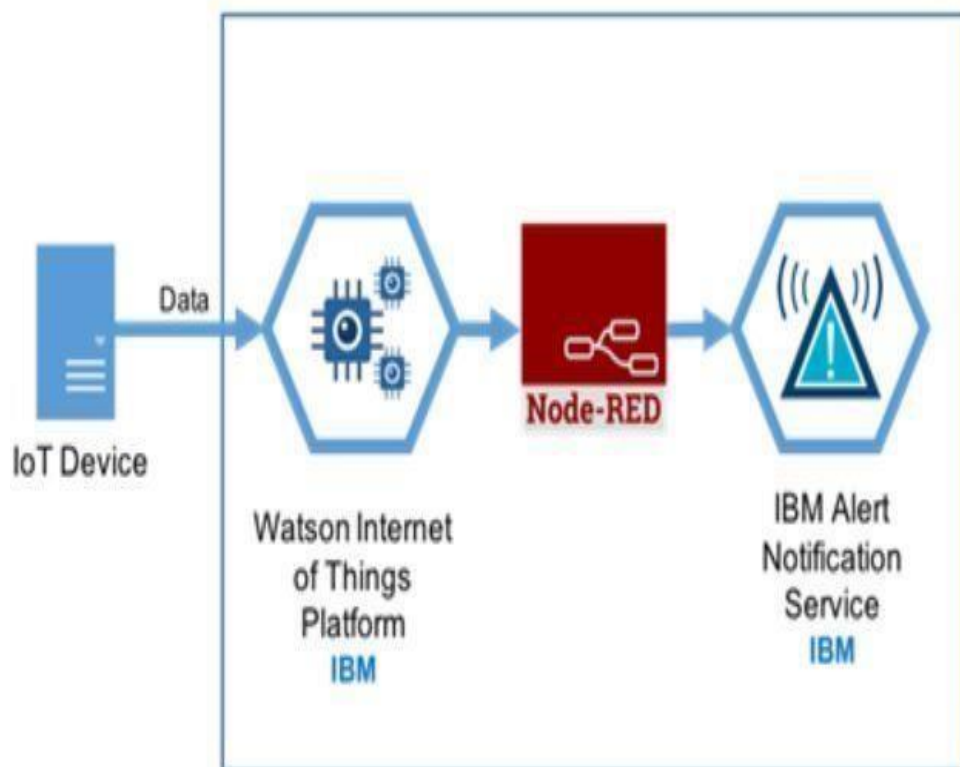 Data
IoT Device
Watson Internet
of Things
Platform
IBM
Node-RED
IBM Alert
Notification
Service
IBM